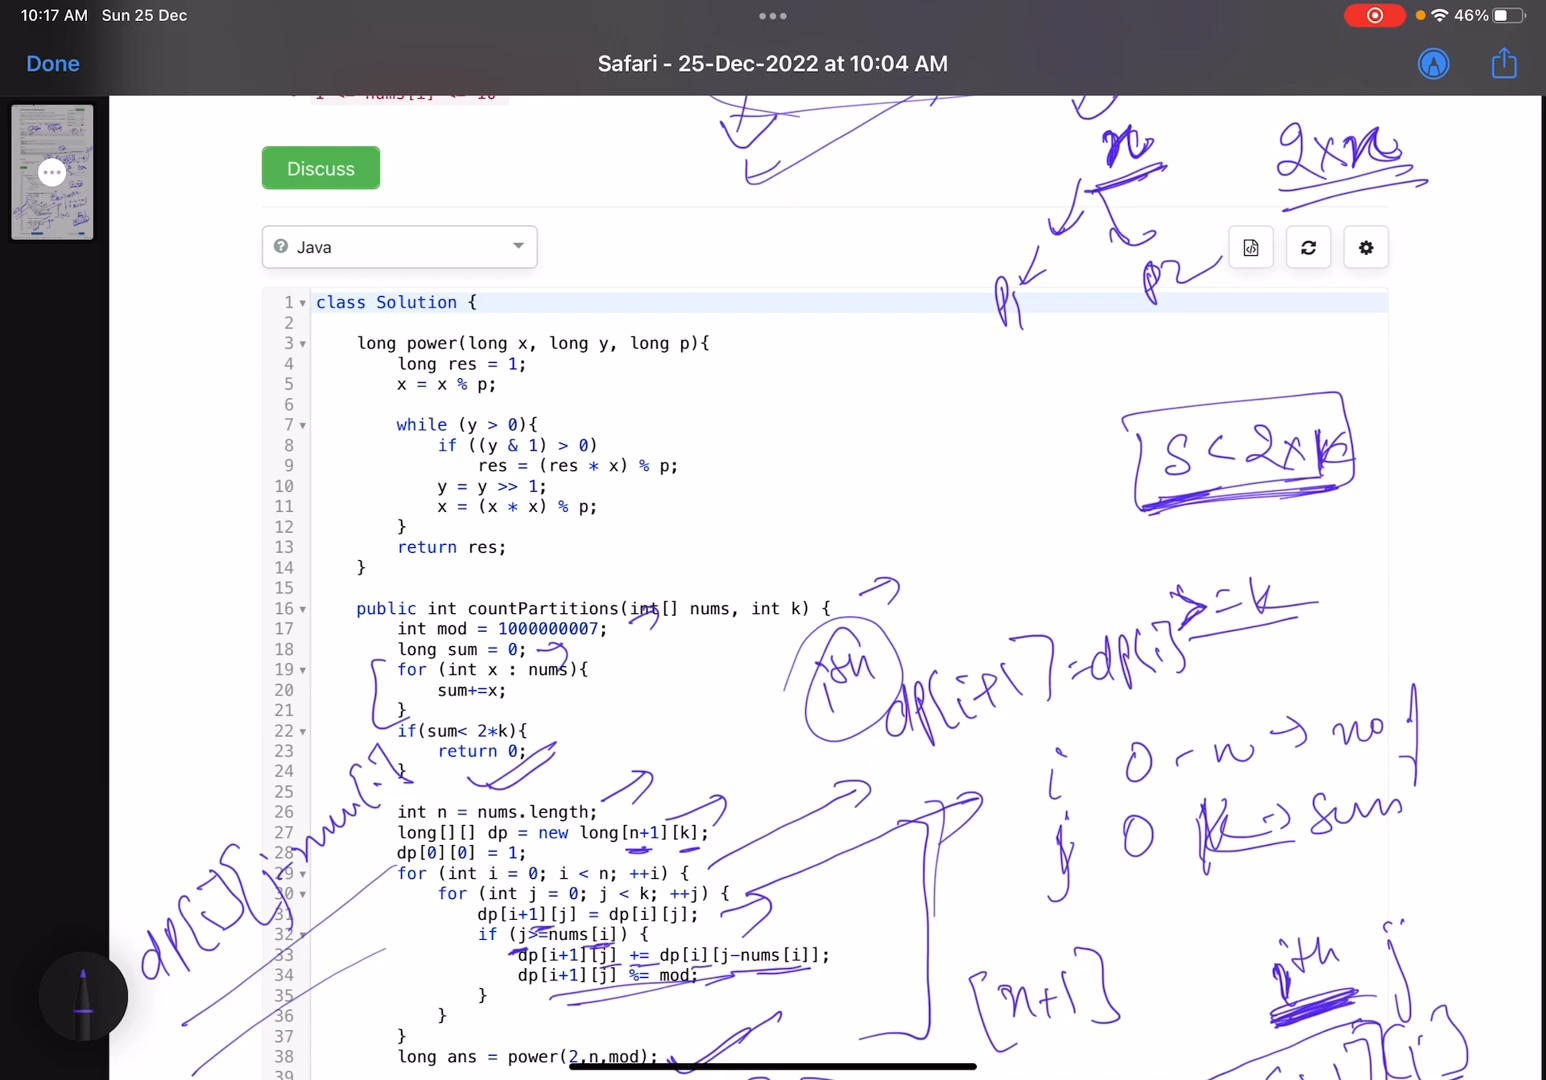 10:17 AM Sun 25 Dec
46%
Done
Safari - 25-Dec-2022 at 10:04 AM
Discuss
n
2xn
p1
p2
Java
1 class Solution {
2
3 long power(long x, long y, long p){
4 long res = 1;
5 x = x % p;
6
7 while (y > 0){
8 if ((y & 1) > 0)
9 res = (res * x) % p;
10 y = y >> 1;
11 x = (x * x) % p;
12 }
13 return res;
14 }
15
16 public int countPartitions(int[] nums, int k) {
17 int mod = 1000000007;
18 long sum = 0;
19 for (int x : nums){
20 sum+=x;
21 }
22 if(sum< 2*k){
23 return 0;
24 }
25
26 int n = nums.length;
27 long[][] dp = new long[n+1][k];
28 dp[0][0] = 1;
29 for (int i = 0; i < n; ++i) {
30 for (int j = 0; j < k; ++j) {
31 dp[i+1][j] = dp[i][j];
32 if (j>=nums[i]) {
33 dp[i+1][j] += dp[i][j-nums[i]];
34 dp[i+1][j] %= mod;
35 }
36 }
37 }
38 long ans = power(2,n,mod);
39
S < 2xK
>=k
ith
dp[i+1] = dp[i]
i 0 - n → no
j 0 k → sum
[n+1]
ith j